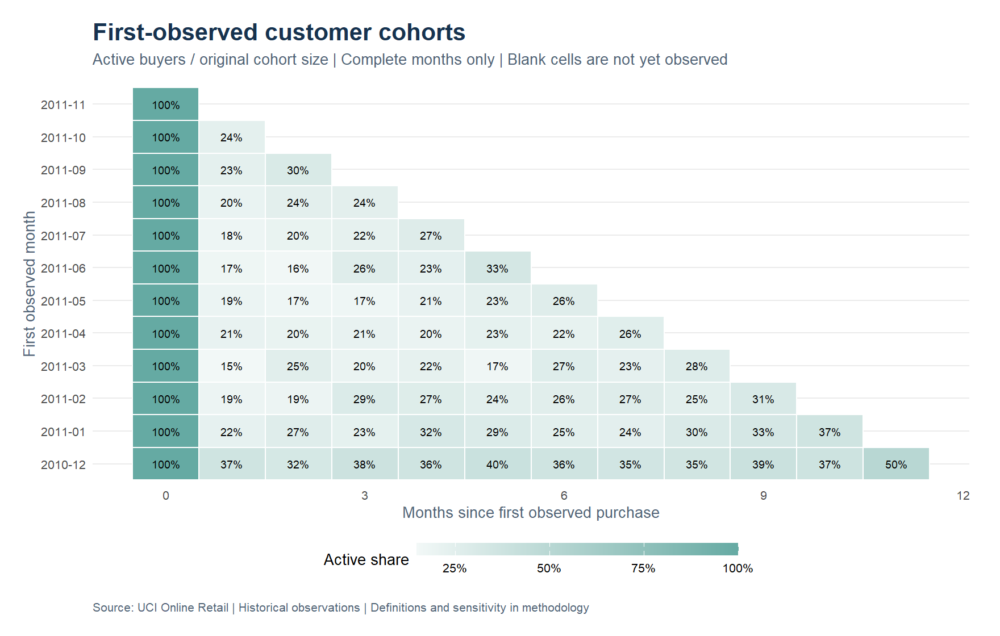 First-observed customer cohorts
Active buyers / original cohort size | Complete months only | Blank cells are not yet observed
First observed month
2011-11 100%
2011-10 100% 24%
2011-09 100% 23% 30%
2011-08 100% 20% 24% 24%
2011-07 100% 18% 20% 22% 27%
2011-06 100% 17% 16% 26% 23% 33%
2011-05 100% 19% 17% 17% 21% 23% 26%
2011-04 100% 21% 20% 21% 20% 23% 22% 26%
2011-03 100% 15% 25% 20% 22% 17% 27% 23% 28%
2011-02 100% 19% 19% 29% 27% 24% 26% 27% 25% 31%
2011-01 100% 22% 27% 23% 32% 29% 25% 24% 30% 33% 37%
2010-12 100% 37% 32% 38% 36% 40% 36% 35% 35% 39% 37% 50%
0 3 6 9 12
Months since first observed purchase
Active share
25% 50% 75% 100%
Source: UCI Online Retail | Historical observations | Definitions and sensitivity in methodology